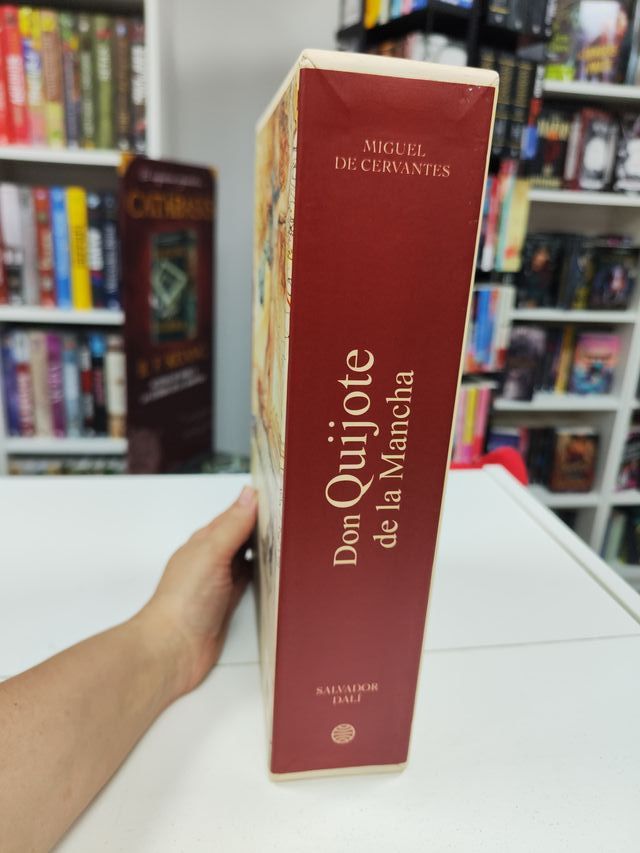 MIGUEL
DE CERVANTES
Don Quijote
de la Mancha
SALVADOR
DALÍ